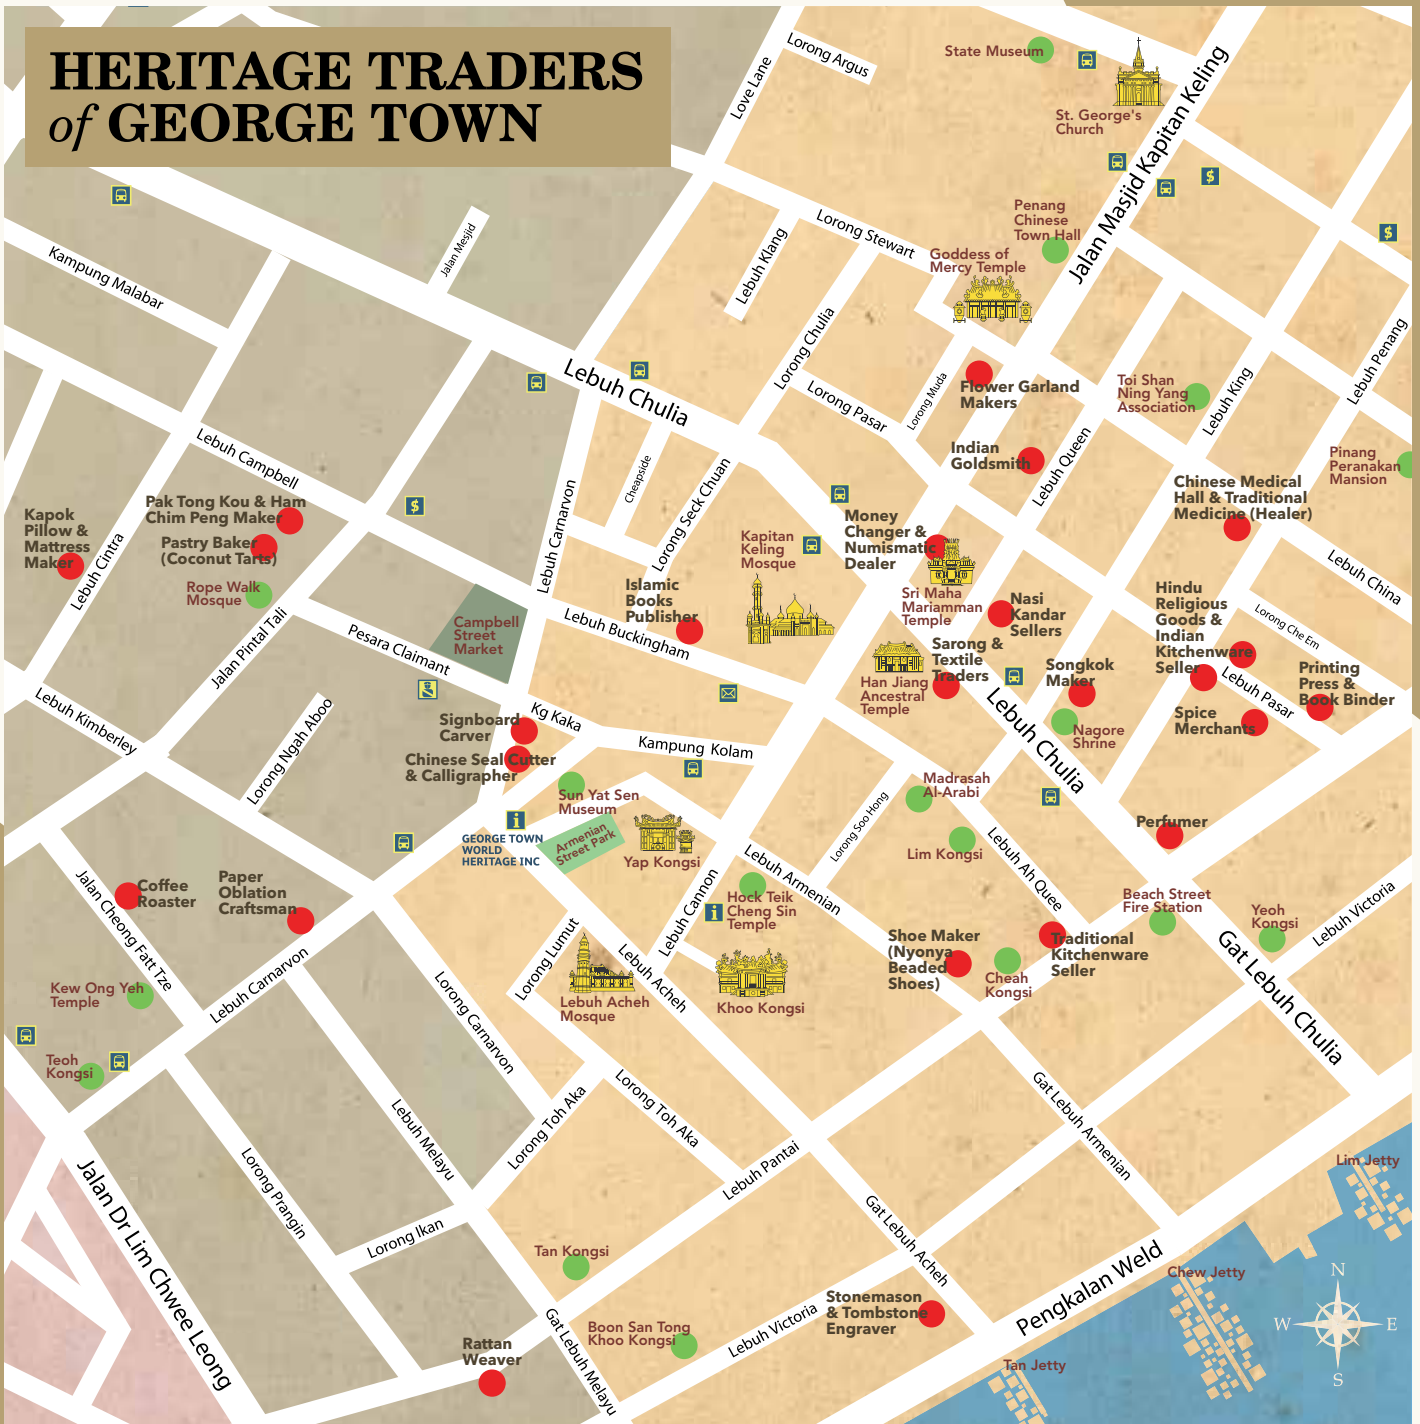 HERITAGE TRADERS
of GEORGE TOWN
Lorong Argus
Love Lane
State Museum
St. George's
Church
Jalan Masjid Kapitan Keling
$
$
Penang
Chinese
Town Hall
Goddess of
Mercy Temple
Lorong Stewart
Lebuh Klang
Jalan Mesjid
Kampung Malabar
Lorong Chulia
Lebuh Chulia
Lorong Pasar
Lorong Muda
Flower Garland
Makers
Toi Shan
Ning Yang
Association
Lebuh King
Lebuh Penang
Lebuh Queen
Indian
Goldsmith
Pinang
Peranakan
Mansion
Chinese Medical
Hall & Traditional
Medicine (Healer)
Lebuh Campbell
Pak Tong Kou & Ham
Chim Peng Maker
Pastry Baker
(Coconut Tarts)
Rope Walk
Mosque
Kapok
Pillow &
Mattress
Maker
Lebuh Cintra
$
Cheapside
Lorong Seck Chuan
Lebuh Carnarvon
Money
Changer &
Numismatic
Dealer
Kapitan
Keling
Mosque
Islamic
Books
Publisher
Lebuh Buckingham
Sri Maha
Mariamman
Temple
Nasi
Kandar
Sellers
Sarong &
Textile
Traders
Han Jiang
Ancestral
Temple
Songkok
Maker
Nagore
Shrine
Lebuh Chulia
Hindu
Religious
Goods &
Indian
Kitchenware
Seller
Lebuh China
Lorong Che Em
Lebuh Pasar
Printing
Press &
Book Binder
Spice
Merchants
Campbell
Street
Market
Pesara Claimant
Jalan Pintal Tali
Lebuh Kimberley
Lorong Ngah Aboo
Signboard
Carver
Chinese Seal Cutter
& Calligrapher
Kg Kaka
Kampung Kolam
Sun Yat Sen
Museum
i
GEORGE TOWN
WORLD
HERITAGE INC
Armenian
Street Park
Yap Kongsi
Madrasah
Al-Arabi
Lorong Soo Hong
Lim Kongsi
Lebuh Ah Quee
Perfumer
Beach Street
Fire Station
Yeoh
Kongsi
Lebuh Victoria
Lebuh Armenian
Lebuh Cannon
i
Hock Teik
Cheng Sin
Temple
Khoo Kongsi
Shoe Maker
(Nyonya
Beaded
Shoes)
Cheah
Kongsi
Traditional
Kitchenware
Seller
Gat Lebuh Chulia
Coffee
Roaster
Paper
Oblation
Craftsman
Jalan Cheong Fatt Tze
Kew Ong Yeh
Temple
Lebuh Carnarvon
Teoh
Kongsi
Lorong Lumut
Lebuh Acheh
Lebuh Acheh
Mosque
Lorong Carnarvon
Lorong Toh Aka
Lorong Toh Aka
Lebuh Melayu
Lebuh Pantai
Gat Lebuh Armenian
Lorong Prangin
Lorong Ikan
Jalan Dr Lim Chwee Leong
Gat Lebuh Acheh
Tan Kongsi
Boon San Tong
Khoo Kongsi
Gat Lebuh Melayu
Lebuh Victoria
Stonemason
& Tombstone
Engraver
Rattan
Weaver
Pengkalan Weld
Lim Jetty
Chew Jetty
Tan Jetty
N
W
E
S